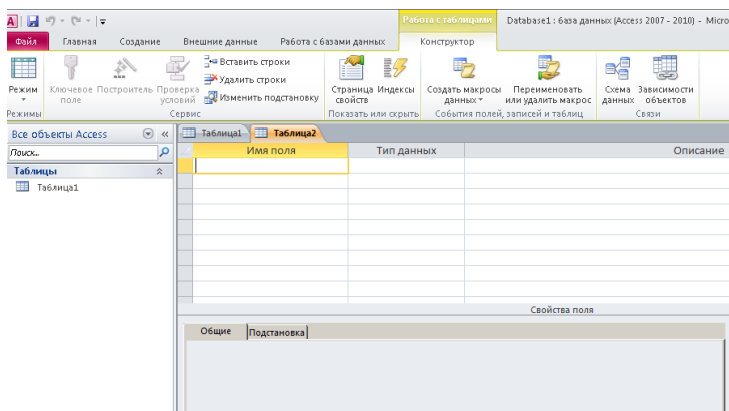 A
Работа с таблицами
Database1 : база данных (Access 2007 - 2010) - Micro
Файл Главная Создание Внешние данные Работа с базами данных Конструктор
Режим
Ключевое поле
Построитель
Проверка условий
Вставить строки
Удалить строки
Изменить подстановку
Страница свойств
Индексы
Создать макросы данных
Переименовать или удалить макрос
Схема данных
Зависимости объектов
Режимы Сервис Показать или скрыть События полей, записей и таблиц Связи
Все объекты Access «
Поиск...
Таблицы
Таблица1
Таблица1 Таблица2
Имя поля Тип данных Описание
Свойства поля
Общие Подстановка